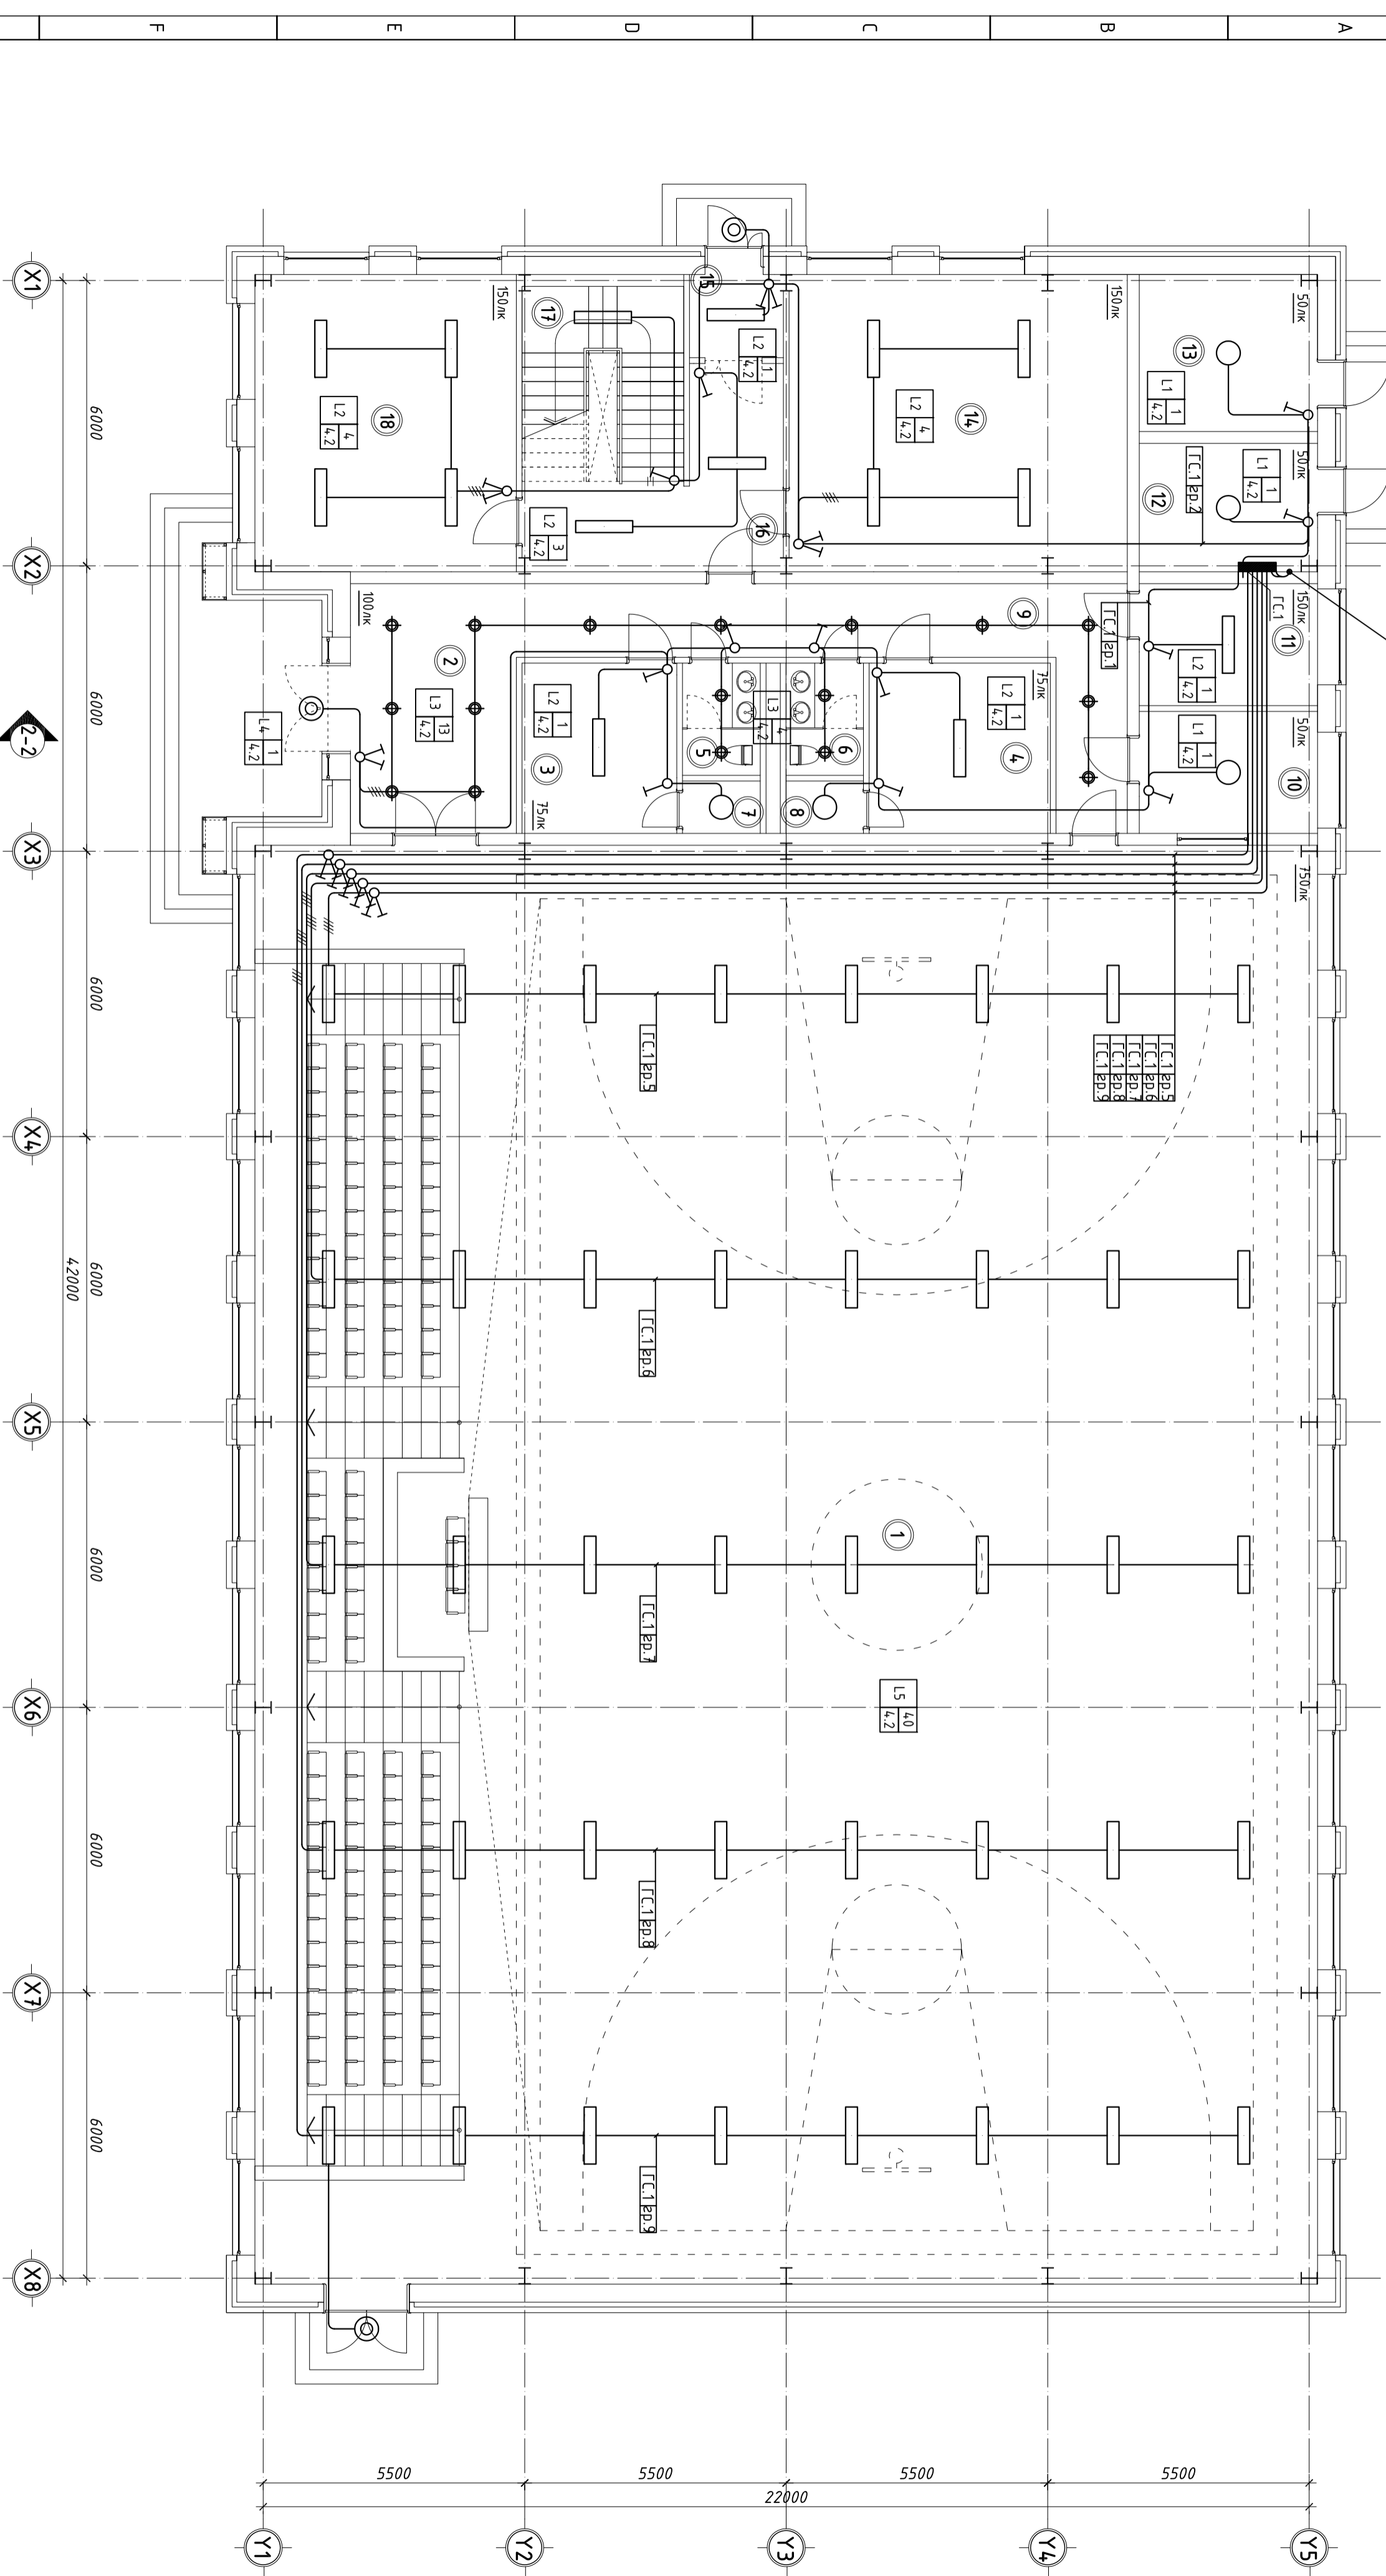 A
B
C
D
E
F
50лк
50лк
150лк
50лк
750лк
Y5
13
L1
1
4.2
12
L1
1
4.2
ГС.1 гр.2
ГС.1
11
L2
1
4.2
10
L1
1
4.2
ГС.1 гр.5
ГС.1 гр.6
ГС.1 гр.7
ГС.1 гр.8
ГС.1 гр.9
150лк
ГС.1 гр.1
5500
Y4
14
L2
4
4.2
9
75лк
4
L2
1
4.2
1
L5
40
4.2
5500
22000
15
L2
1
4.2
16
6
8
L3
4
4.2
5
7
Y3
17
L2
3
4.2
3
L2
1
4.2
75лк
ГС.1 гр.5
ГС.1 гр.6
ГС.1 гр.7
ГС.1 гр.8
ГС.1 гр.9
5500
Y2
150лк
18
L2
4
4.2
100лк
2
L3
13
4.2
L4
1
4.2
5500
Y1
6000
6000
6000
6000
6000
6000
6000
42000
X1
X2
2-2
X3
X4
X5
X6
X7
X8